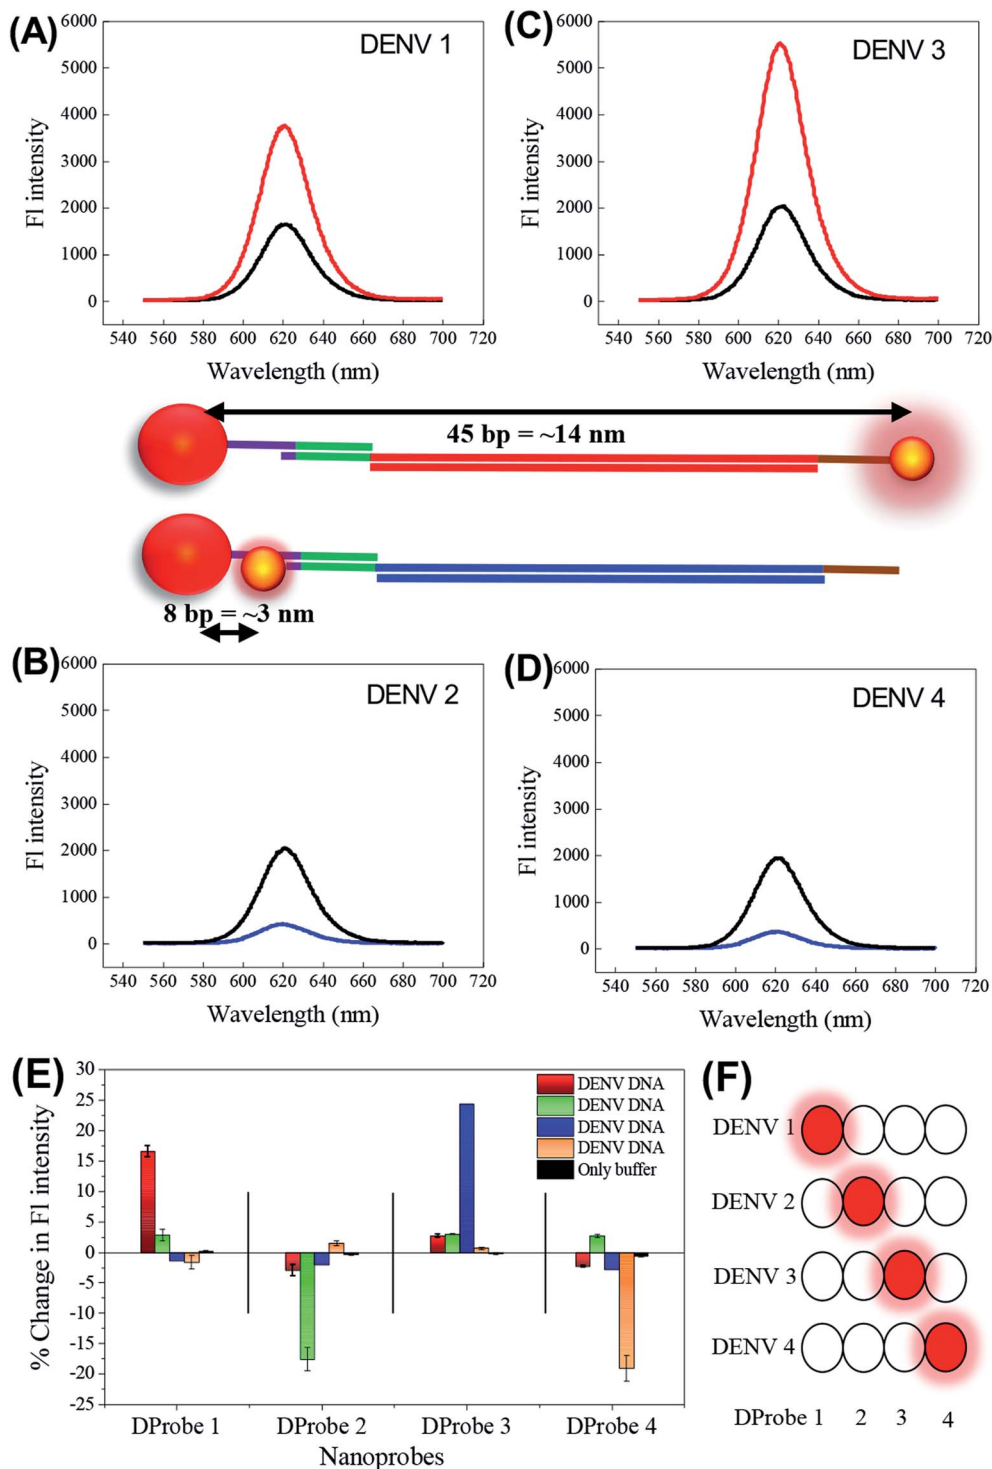 (A)
DENV 1
6000
5000
4000
3000
2000
1000
0
Fl intensity
540 560 580 600 620 640 660 680 700 720
Wavelength (nm)
(C)
DENV 3
6000
5000
4000
3000
2000
1000
0
Fl intensity
540 560 580 600 620 640 660 680 700 720
Wavelength (nm)
45 bp = ~14 nm
8 bp = ~3 nm
(B)
DENV 2
6000
5000
4000
3000
2000
1000
0
Fl intensity
540 560 580 600 620 640 660 680 700 720
Wavelength (nm)
(D)
DENV 4
6000
5000
4000
3000
2000
1000
0
Fl intensity
540 560 580 600 620 640 660 680 700 720
Wavelength (nm)
(E)
30
25
20
15
10
5
0
-5
-10
-15
-20
-25
% Change in Fl intensity
DENV DNA
DENV DNA
DENV DNA
DENV DNA
Only buffer
DProbe 1 DProbe 2 DProbe 3 DProbe 4
Nanoprobes
(F)
DENV 1
DENV 2
DENV 3
DENV 4
DProbe 1 2 3 4